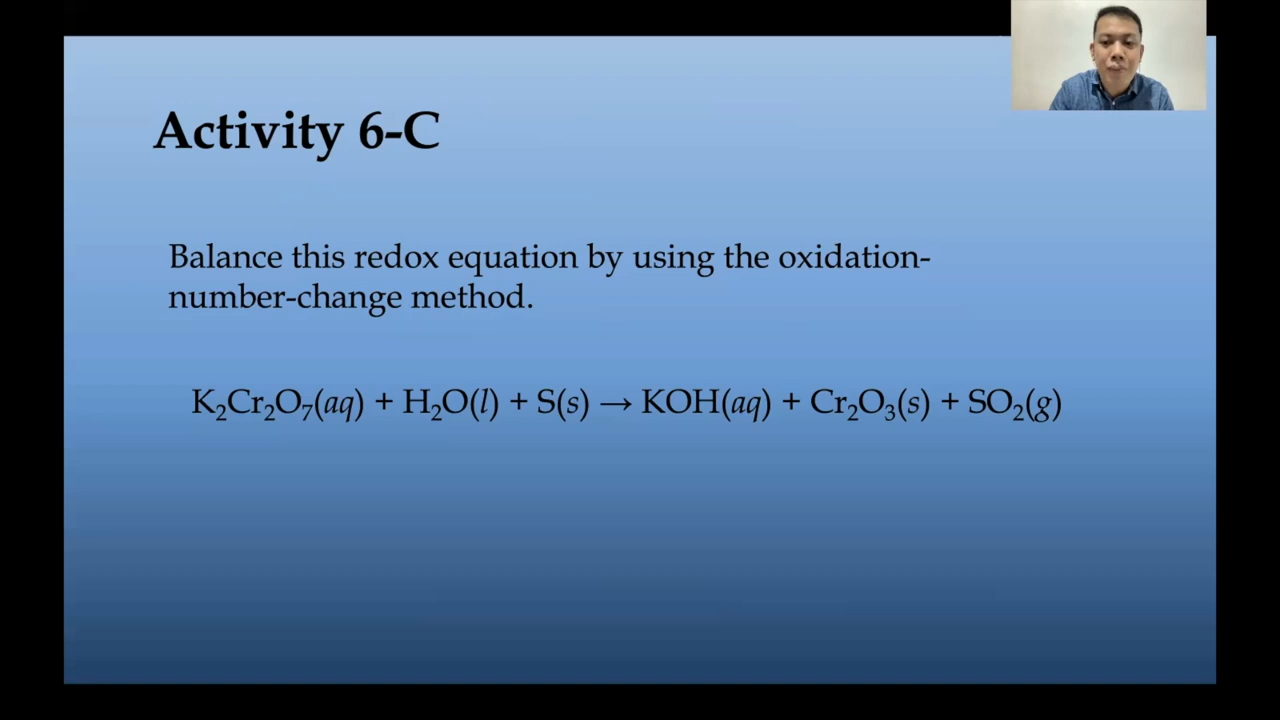 Activity 6-C
Balance this redox equation by using the oxidation-
number-change method.
K₂Cr₂O₇(aq) + H₂O(l) + S(s) → KOH(aq) + Cr₂O₃(s) + SO₂(g)